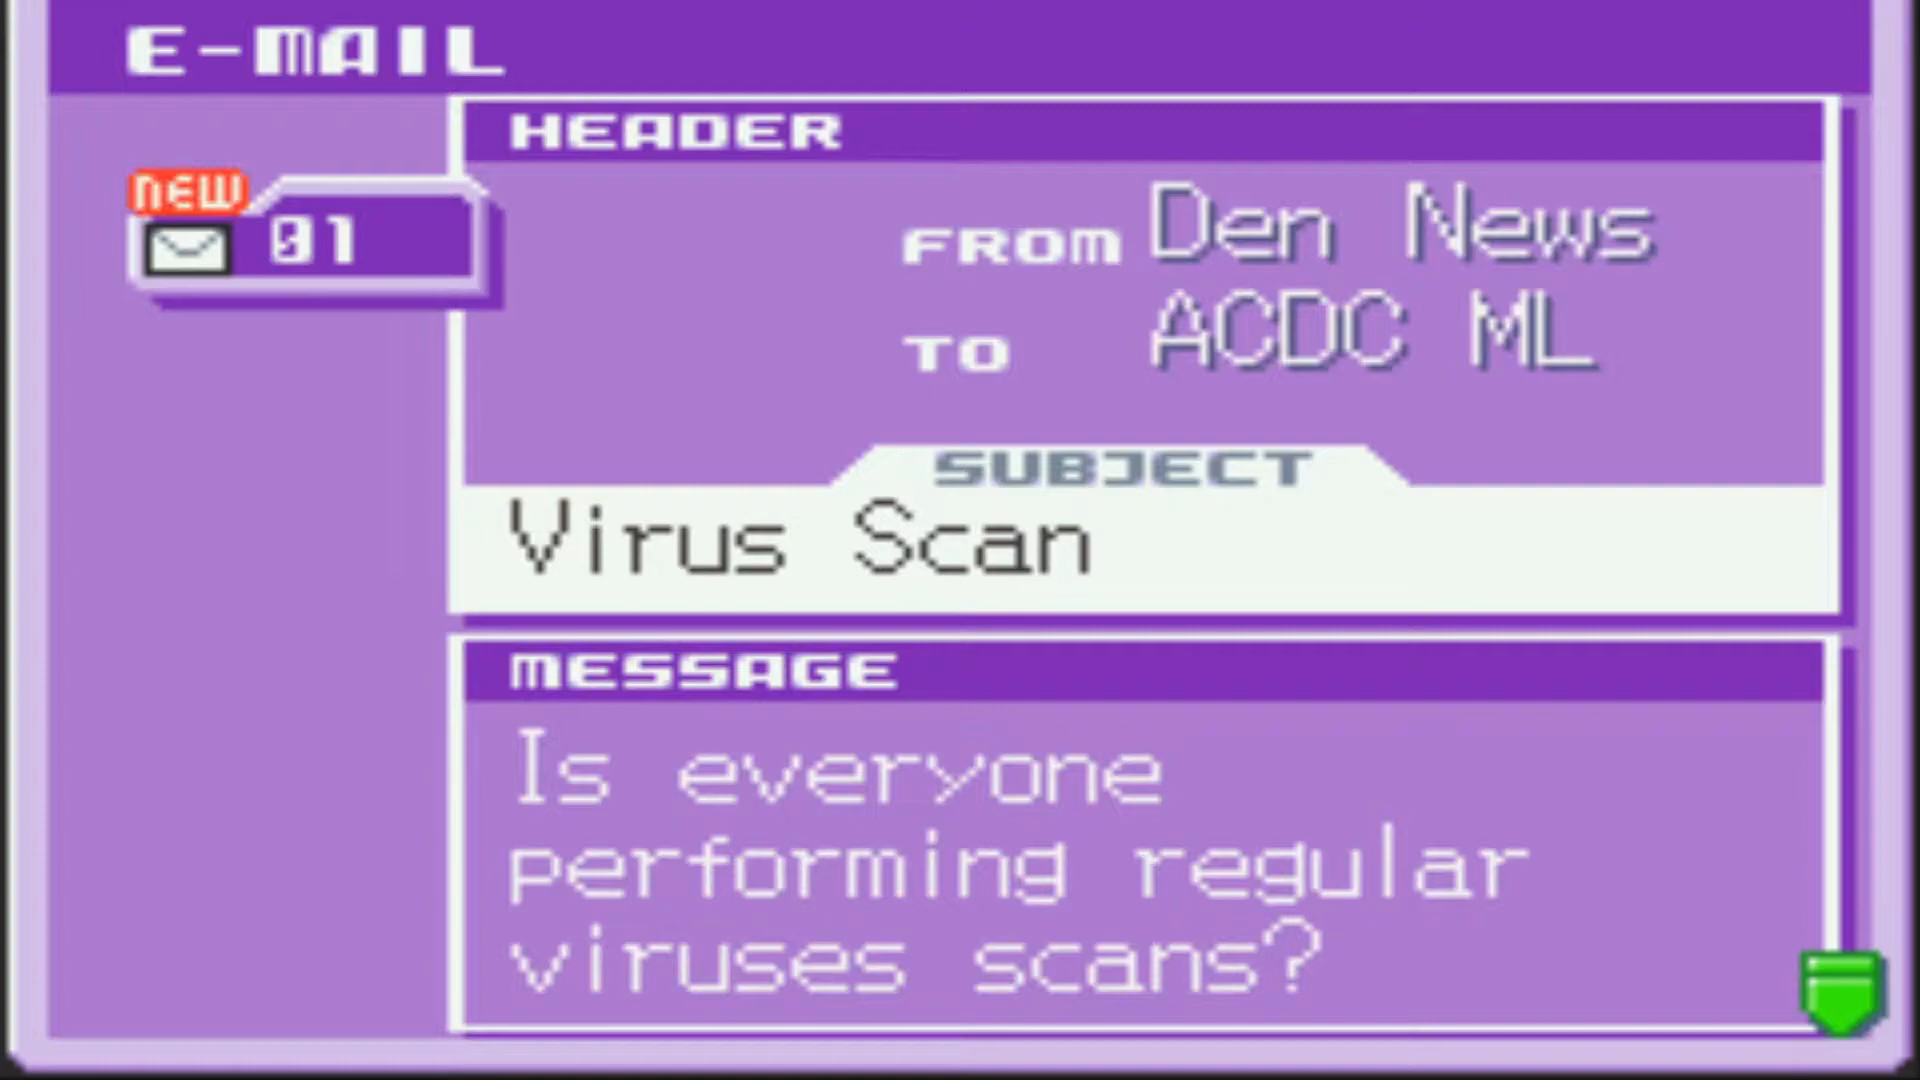 E-MAIL
HEADER
NEW
01
FROM Den News
TO ACDC ML
SUBJECT
Virus Scan
MESSAGE
Is everyone
performing regular
viruses scans?